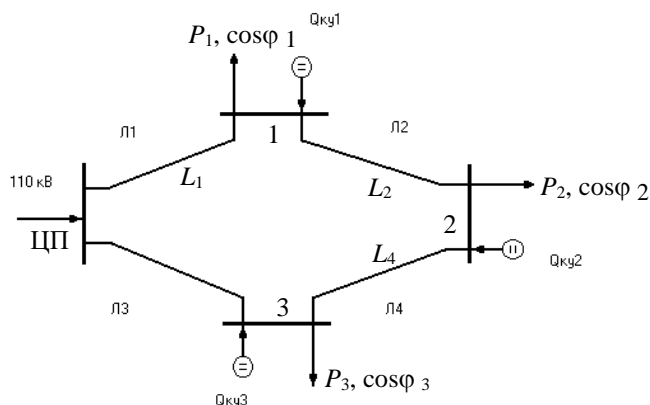 Qку1
P1, cosφ 1
Л1
1
Л2
L1
L2
110 кВ
P2, cosφ 2
2
ЦП
L4
Qку2
Л3
3
Л4
P3, cosφ 3
Qку3